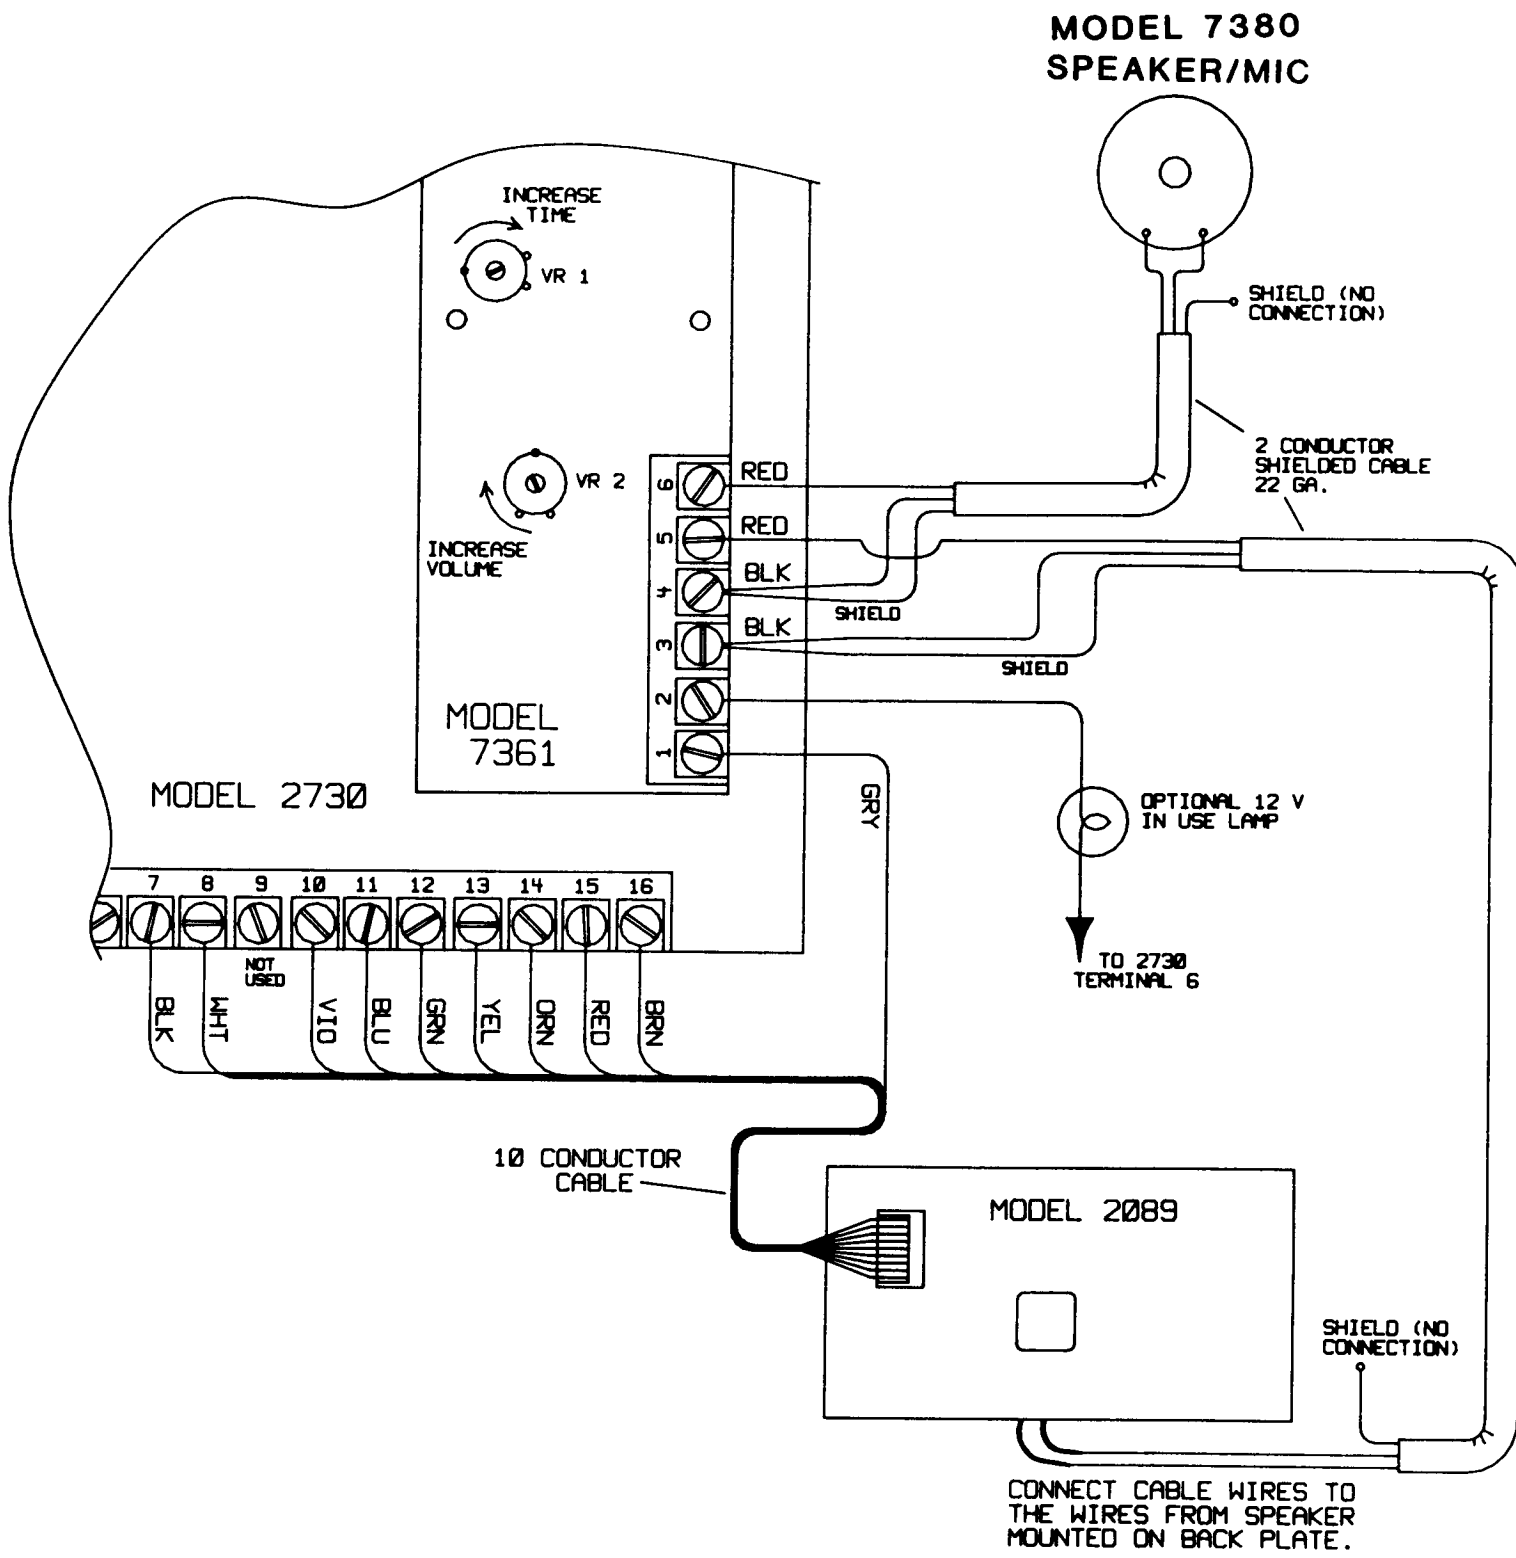 MODEL 7380
SPEAKER/MIC
INCREASE
TIME
VR 1
SHIELD (NO
CONNECTION)
2 CONDUCTOR
SHIELDED CABLE
22 GA.
VR 2
INCREASE
VOLUME
6
RED
5
RED
4
BLK
SHIELD
3
BLK
SHIELD
2
1
MODEL
7361
MODEL 2730
GRY
OPTIONAL 12 V
IN USE LAMP
7 8 9 10 11 12 13 14 15 16
NOT
USED
TO 2730
TERMINAL 6
BLK
WHT
VIO
BLU
GRN
YEL
ORN
RED
BRN
10 CONDUCTOR
CABLE
MODEL 2089
SHIELD (NO
CONNECTION)
CONNECT CABLE WIRES TO
THE WIRES FROM SPEAKER
MOUNTED ON BACK PLATE.